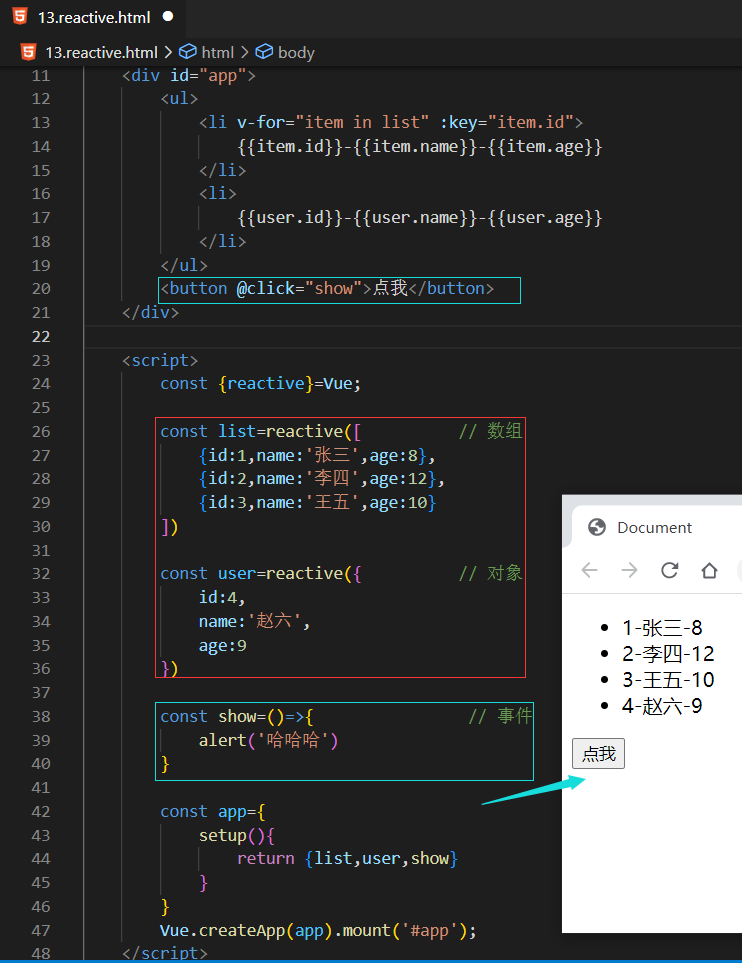 13.reactive.html
13.reactive.html > html > body
11 <div id="app">
12 <ul>
13 <li v-for="item in list" :key="item.id">
14 {{item.id}}-{{item.name}}-{{item.age}}
15 </li>
16 <li>
17 {{user.id}}-{{user.name}}-{{user.age}}
18 </li>
19 </ul>
20 <button @click="show">点我</button>
21 </div>
22
23 <script>
24 const {reactive}=Vue;
25
26 const list=reactive([ // 数组
27 {id:1,name:'张三',age:8},
28 {id:2,name:'李四',age:12},
29 {id:3,name:'王五',age:10}
30 ])
31
32 const user=reactive({ // 对象
33 id:4,
34 name:'赵六',
35 age:9
36 })
37
38 const show=()=>{ // 事件
39 alert('哈哈哈')
40 }
41
42 const app={
43 setup(){
44 return {list,user,show}
45 }
46 }
47 Vue.createApp(app).mount('#app');
48 </script>
Document
1-张三-8
2-李四-12
3-王五-10
4-赵六-9
点我